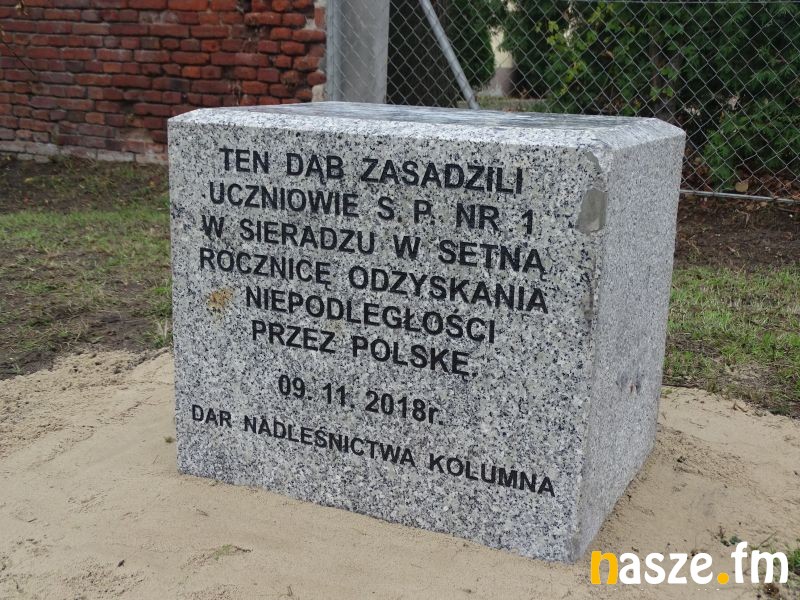 TEN DĄB ZASADZILI
UCZNIOWIE S. P. NR 1
W SIERADZU W SETNĄ
ROCZNICĘ ODZYSKANIA
NIEPODLEGŁOŚCI
PRZEZ POLSKĘ.
09. 11. 2018r.
DAR NADLEŚNICTWA KOLUMNA
nasze.fm